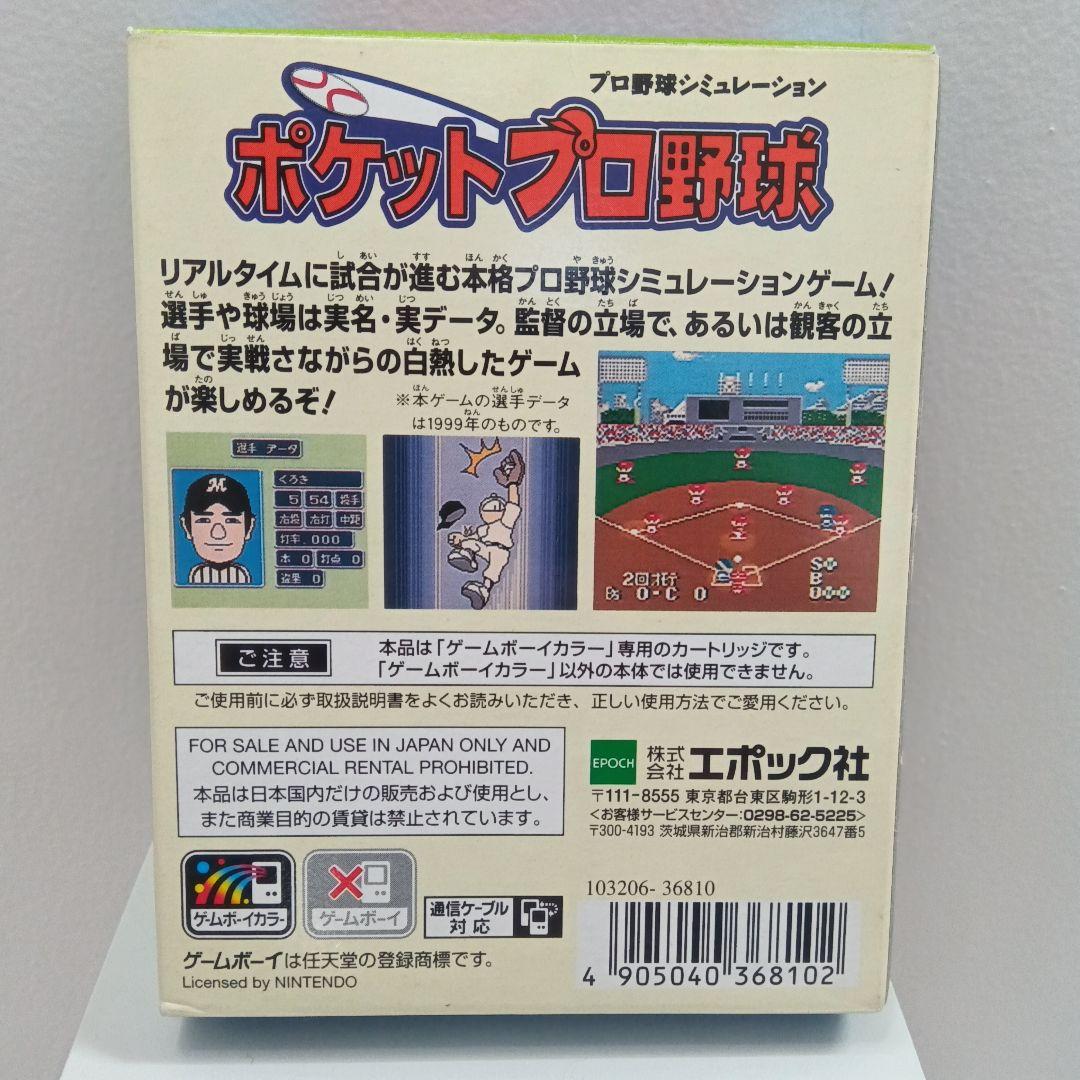 プロ野球シミュレーション
ポケットプロ野球
リアルタイムに試合が進む本格プロ野球シミュレーションゲーム!
選手や球場は実名・実データ。監督の立場で、あるいは観客の立
場で実戦さながらの白熱したゲーム
が楽しめるぞ!
※本ゲームの選手データ
は1999年のものです。
選手 データ
M
くろき
5 54 投手
右投 右打 中距
打率.000
ホ 0 打点 0
盗塁 0
2回オモテ
0-C 0
S
B
ご注意
本品は「ゲームボーイカラー」専用のカートリッジです。
「ゲームボーイカラー」以外の本体では使用できません。
ご使用前に必ず取扱説明書をよくお読みいただき、正しい使用方法でご愛用ください。
FOR SALE AND USE IN JAPAN ONLY AND
COMMERCIAL RENTAL PROHIBITED.
本品は日本国内だけの販売および使用とし、
また商業目的の賃貸は禁止されています。
EPOCH 株式会社エポック社
〒111-8555 東京都台東区駒形1-12-3
<お客様サービスセンター:0298-62-5225>
〒300-4193 茨城県新治郡新治村藤沢3647番5
ゲームボーイカラー
ゲームボーイ
通信ケーブル
対応
103206- 36810
4 905040 368102
ゲームボーイは任天堂の登録商標です。
Licensed by NINTENDO